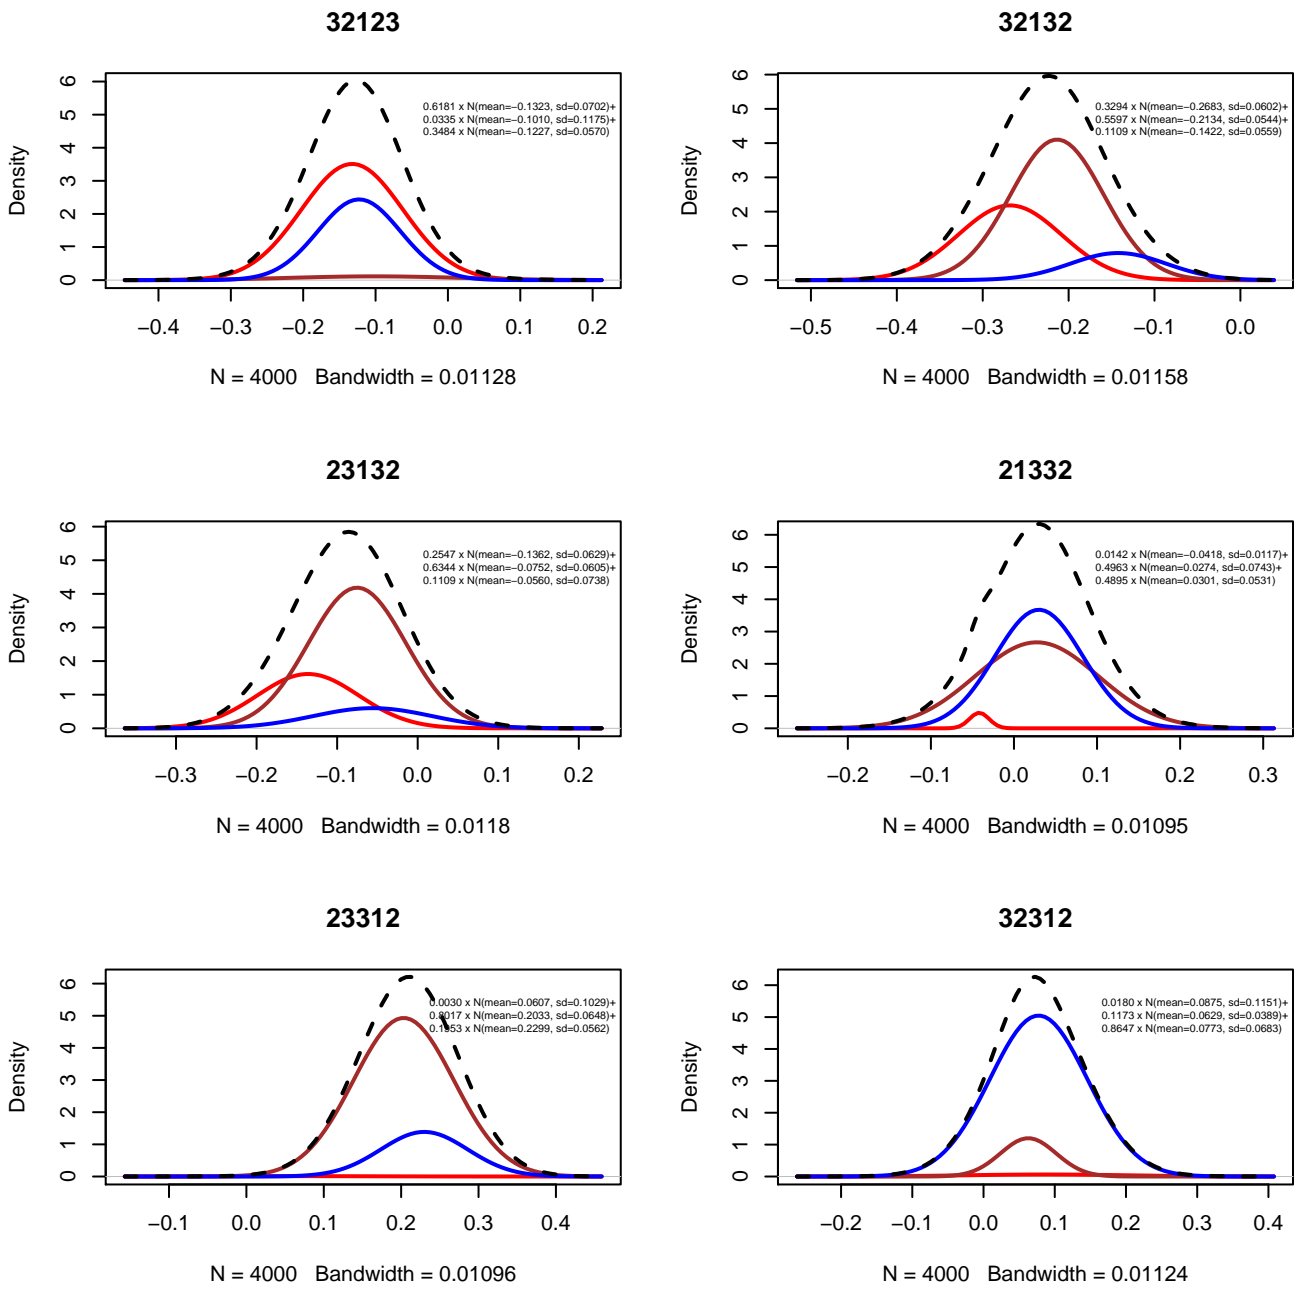 32123
6
5
4
3
2
1
0
Density
0.6181 x N(mean=−0.1323, sd=0.0702)+
0.0335 x N(mean=−0.1010, sd=0.1175)+
0.3484 x N(mean=−0.1227, sd=0.0570)
−0.4 −0.3 −0.2 −0.1 0.0 0.1 0.2
N = 4000 Bandwidth = 0.01128
32132
6
5
4
3
2
1
0
Density
0.3294 x N(mean=−0.2683, sd=0.0602)+
0.5597 x N(mean=−0.2134, sd=0.0544)+
0.1109 x N(mean=−0.1422, sd=0.0559)
−0.5 −0.4 −0.3 −0.2 −0.1 0.0
N = 4000 Bandwidth = 0.01158
23132
6
5
4
3
2
1
0
Density
0.2547 x N(mean=−0.1362, sd=0.0629)+
0.6344 x N(mean=−0.0752, sd=0.0605)+
0.1109 x N(mean=−0.0560, sd=0.0738)
−0.3 −0.2 −0.1 0.0 0.1 0.2
N = 4000 Bandwidth = 0.0118
21332
6
5
4
3
2
1
0
Density
0.0142 x N(mean=−0.0418, sd=0.0117)+
0.4963 x N(mean=0.0274, sd=0.0743)+
0.4895 x N(mean=0.0301, sd=0.0531)
−0.2 −0.1 0.0 0.1 0.2 0.3
N = 4000 Bandwidth = 0.01095
23312
6
5
4
3
2
1
0
Density
0.0030 x N(mean=0.0607, sd=0.1029)+
0.8017 x N(mean=0.2033, sd=0.0648)+
0.1953 x N(mean=0.2299, sd=0.0562)
−0.1 0.0 0.1 0.2 0.3 0.4
N = 4000 Bandwidth = 0.01096
32312
6
5
4
3
2
1
0
Density
0.0180 x N(mean=0.0875, sd=0.1151)+
0.1173 x N(mean=0.0629, sd=0.0389)+
0.8647 x N(mean=0.0773, sd=0.0683)
−0.2 −0.1 0.0 0.1 0.2 0.3 0.4
N = 4000 Bandwidth = 0.01124